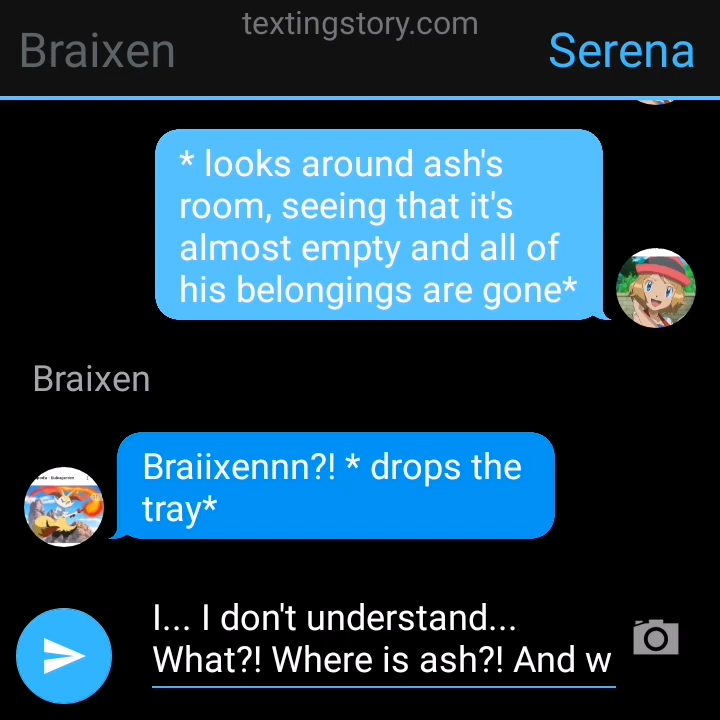 textingstory.com
Braixen
Serena
* looks around ash's
room, seeing that it's
almost empty and all of
his belongings are gone*
Braixen
Braiixennn?! * drops the
tray*
I... I don't understand...
What?! Where is ash?! And w